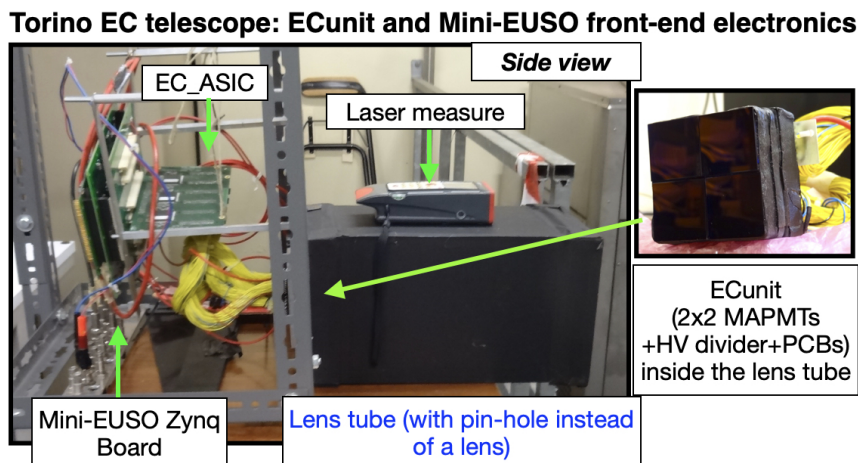 Torino EC telescope: ECunit and Mini-EUSO front-end electronics
Side view
EC_ASIC
Laser measure
ECunit
(2x2 MAPMTs
+HV divider+PCBs)
inside the lens tube
Mini-EUSO Zynq
Board
Lens tube (with pin-hole instead
of a lens)